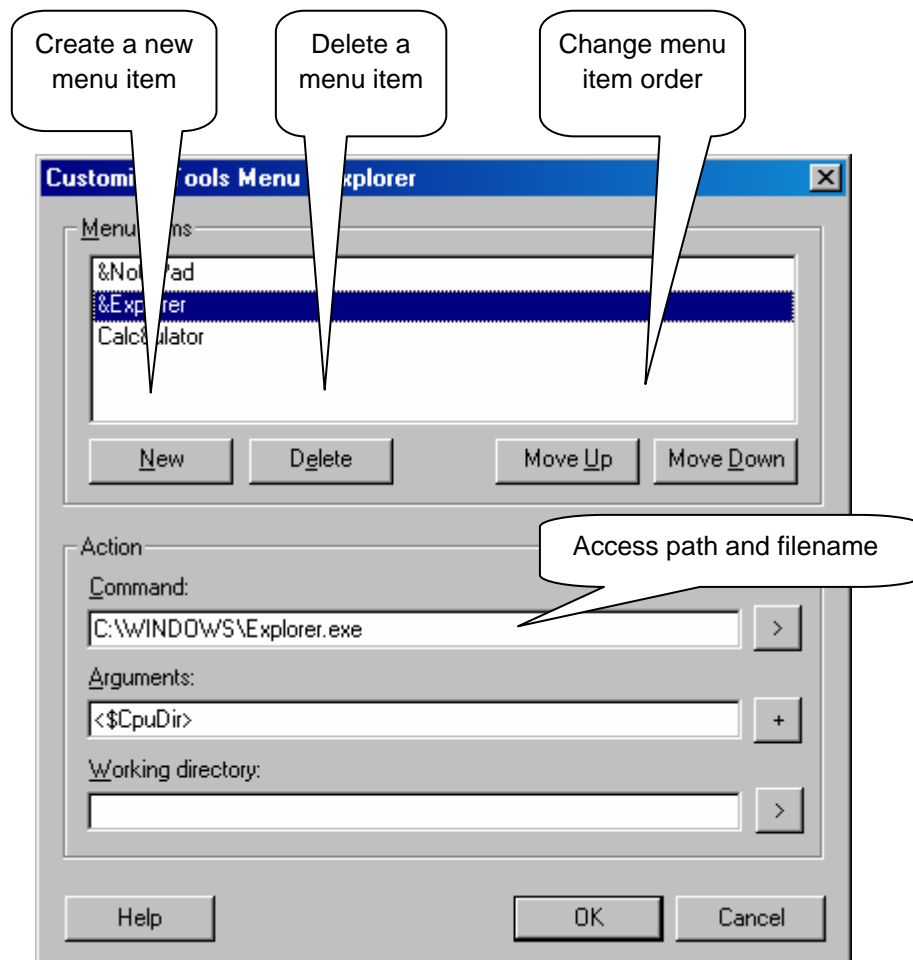 Create a new
menu item
Delete a
menu item
Change menu
item order
Customi ools Menu xplorer
Menu ms
&No Pad
&Exp rer
Calc& lator
New
Delete
Move Up
Move Down
Action
Access path and filename
Command:
C:\WINDOWS\Explorer.exe
>
Arguments:
<$CpuDir>
+
Working directory:
>
Help
OK
Cancel